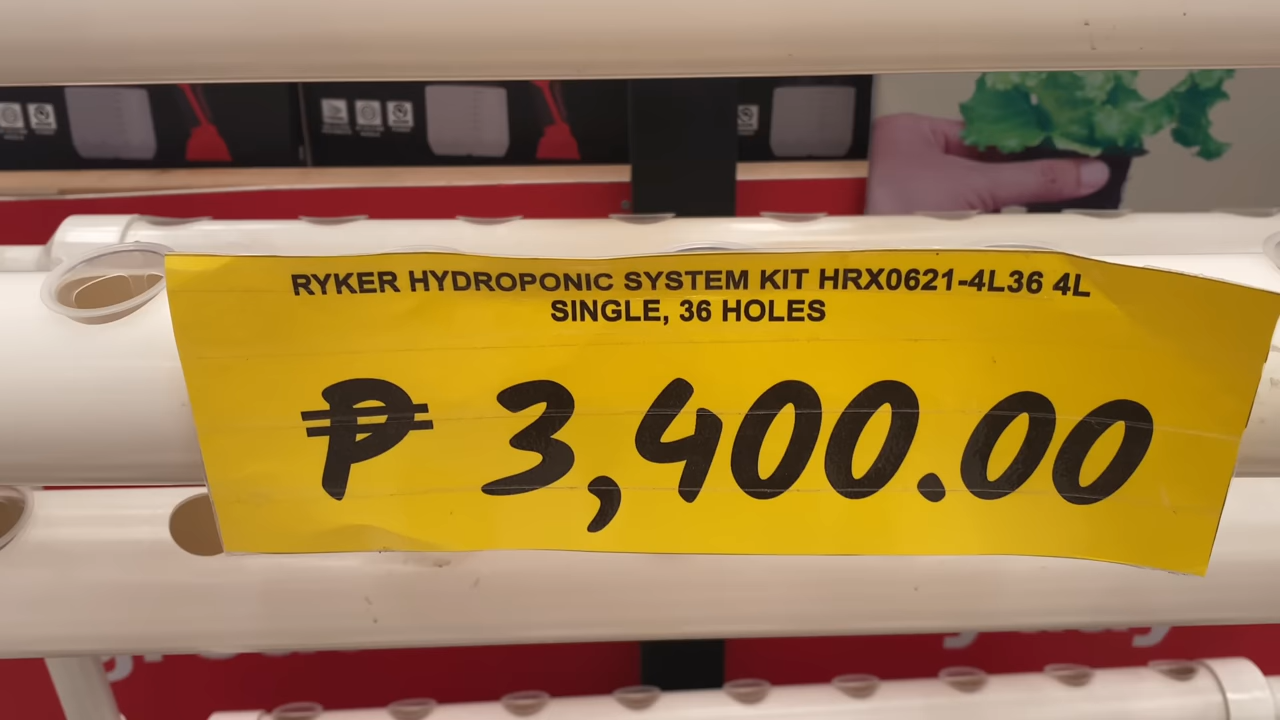 RYKER HYDROPONIC SYSTEM KIT HRX0621-4L36 4L
SINGLE, 36 HOLES
₱ 3,400.00